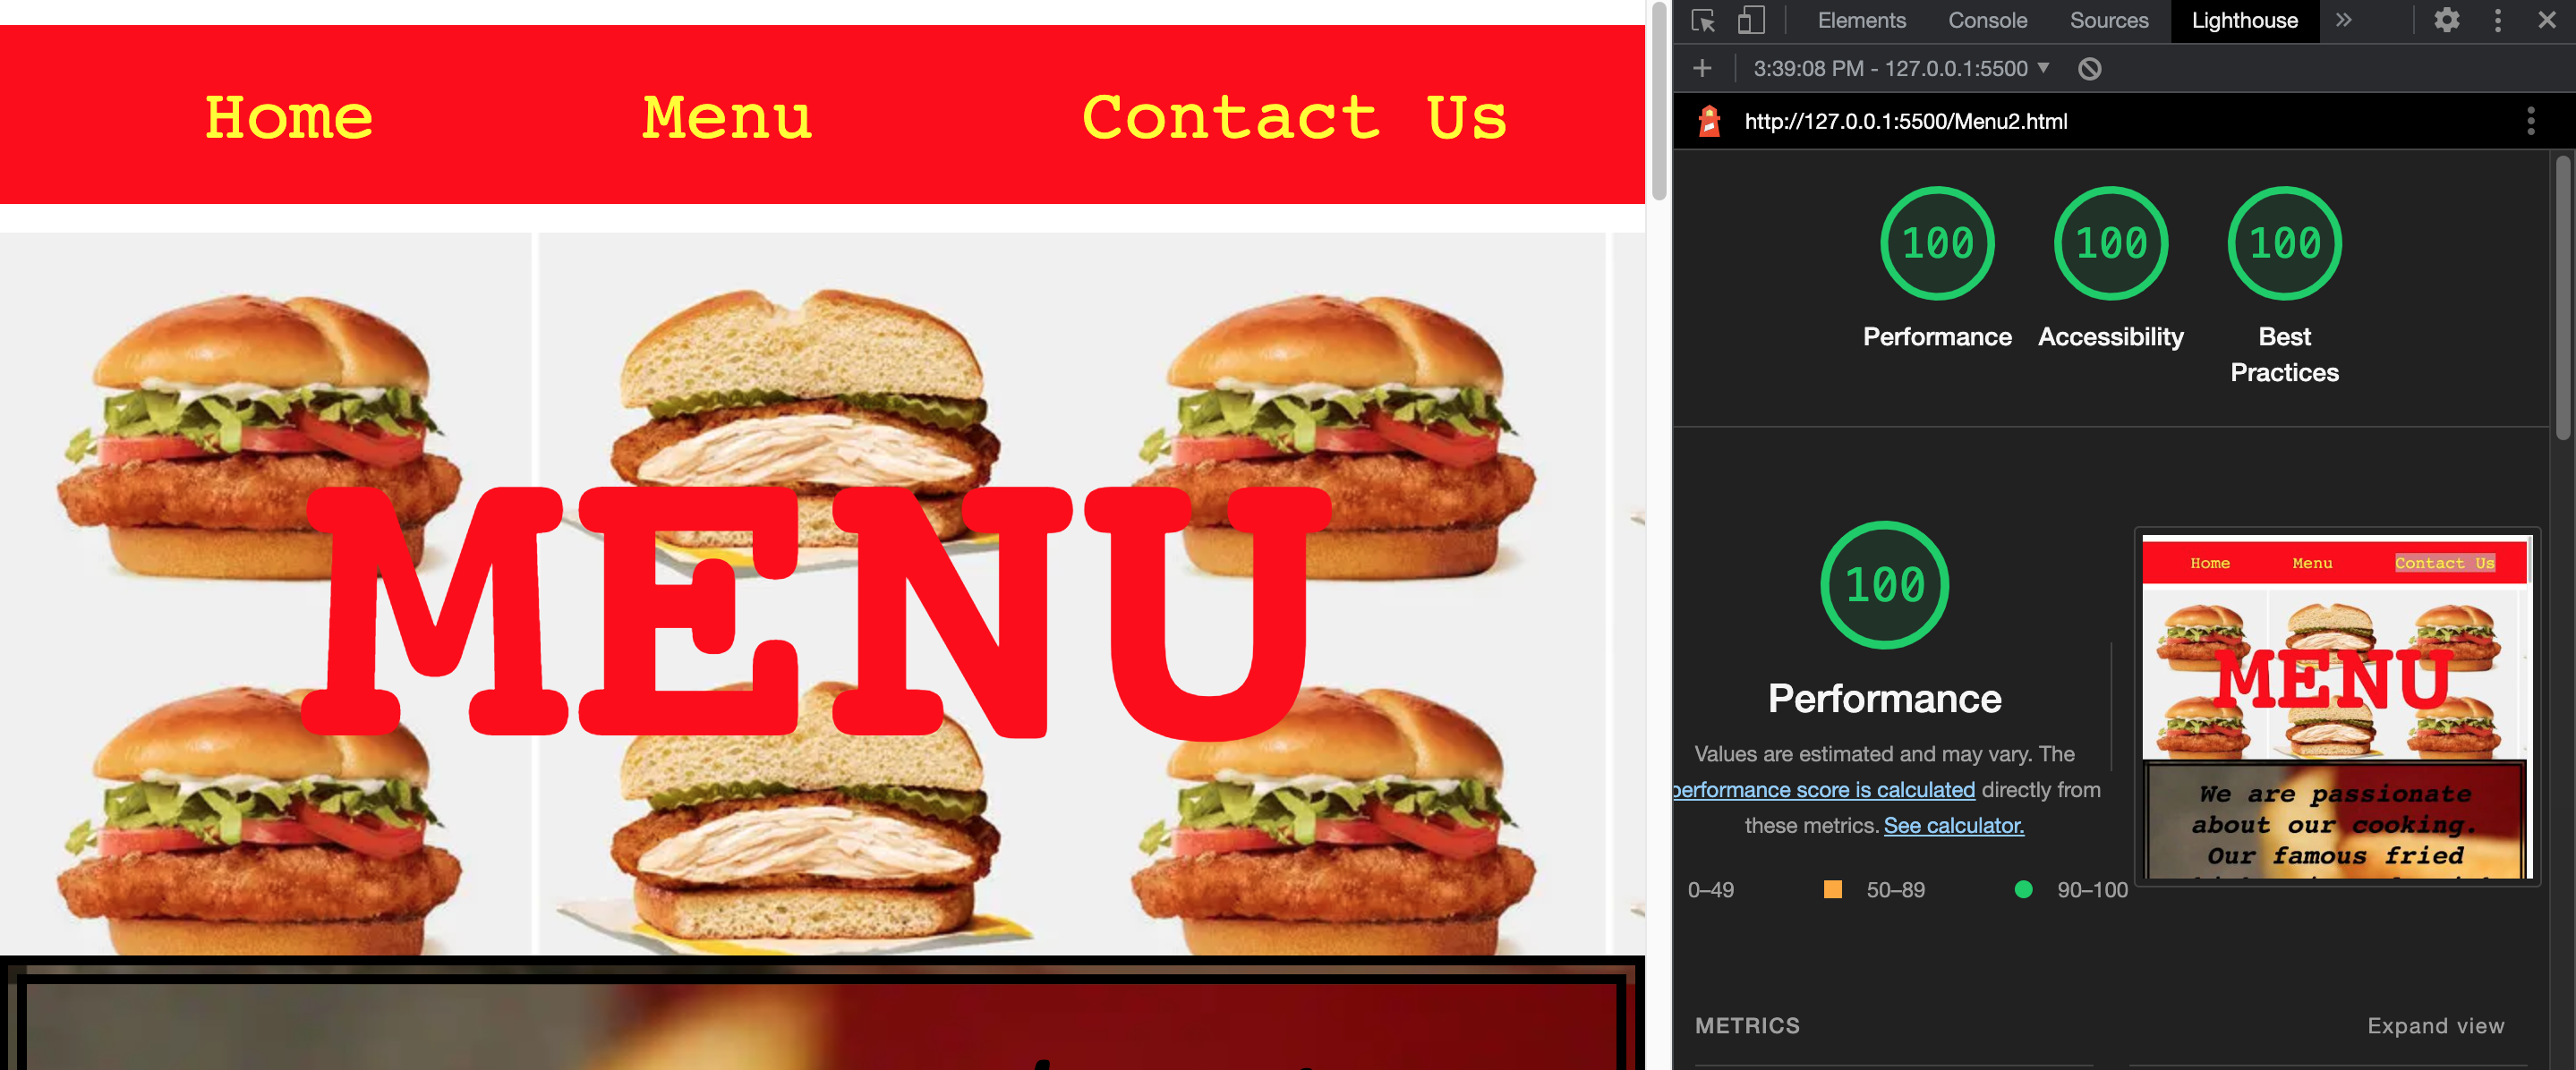 Home Menu Contact Us
MENU
Elements Console Sources Lighthouse
3:39:08 PM - 127.0.0.1:5500
http://127.0.0.1:5500/Menu2.html
100 100 100
Performance Accessibility Best
Practices
100
Performance
Values are estimated and may vary. The
performance score is calculated directly from
these metrics. See calculator.
0–49 50–89 90–100
Home Menu Contact Us
MENU
We are passionate
about our cooking.
Our famous fried
METRICS Expand view